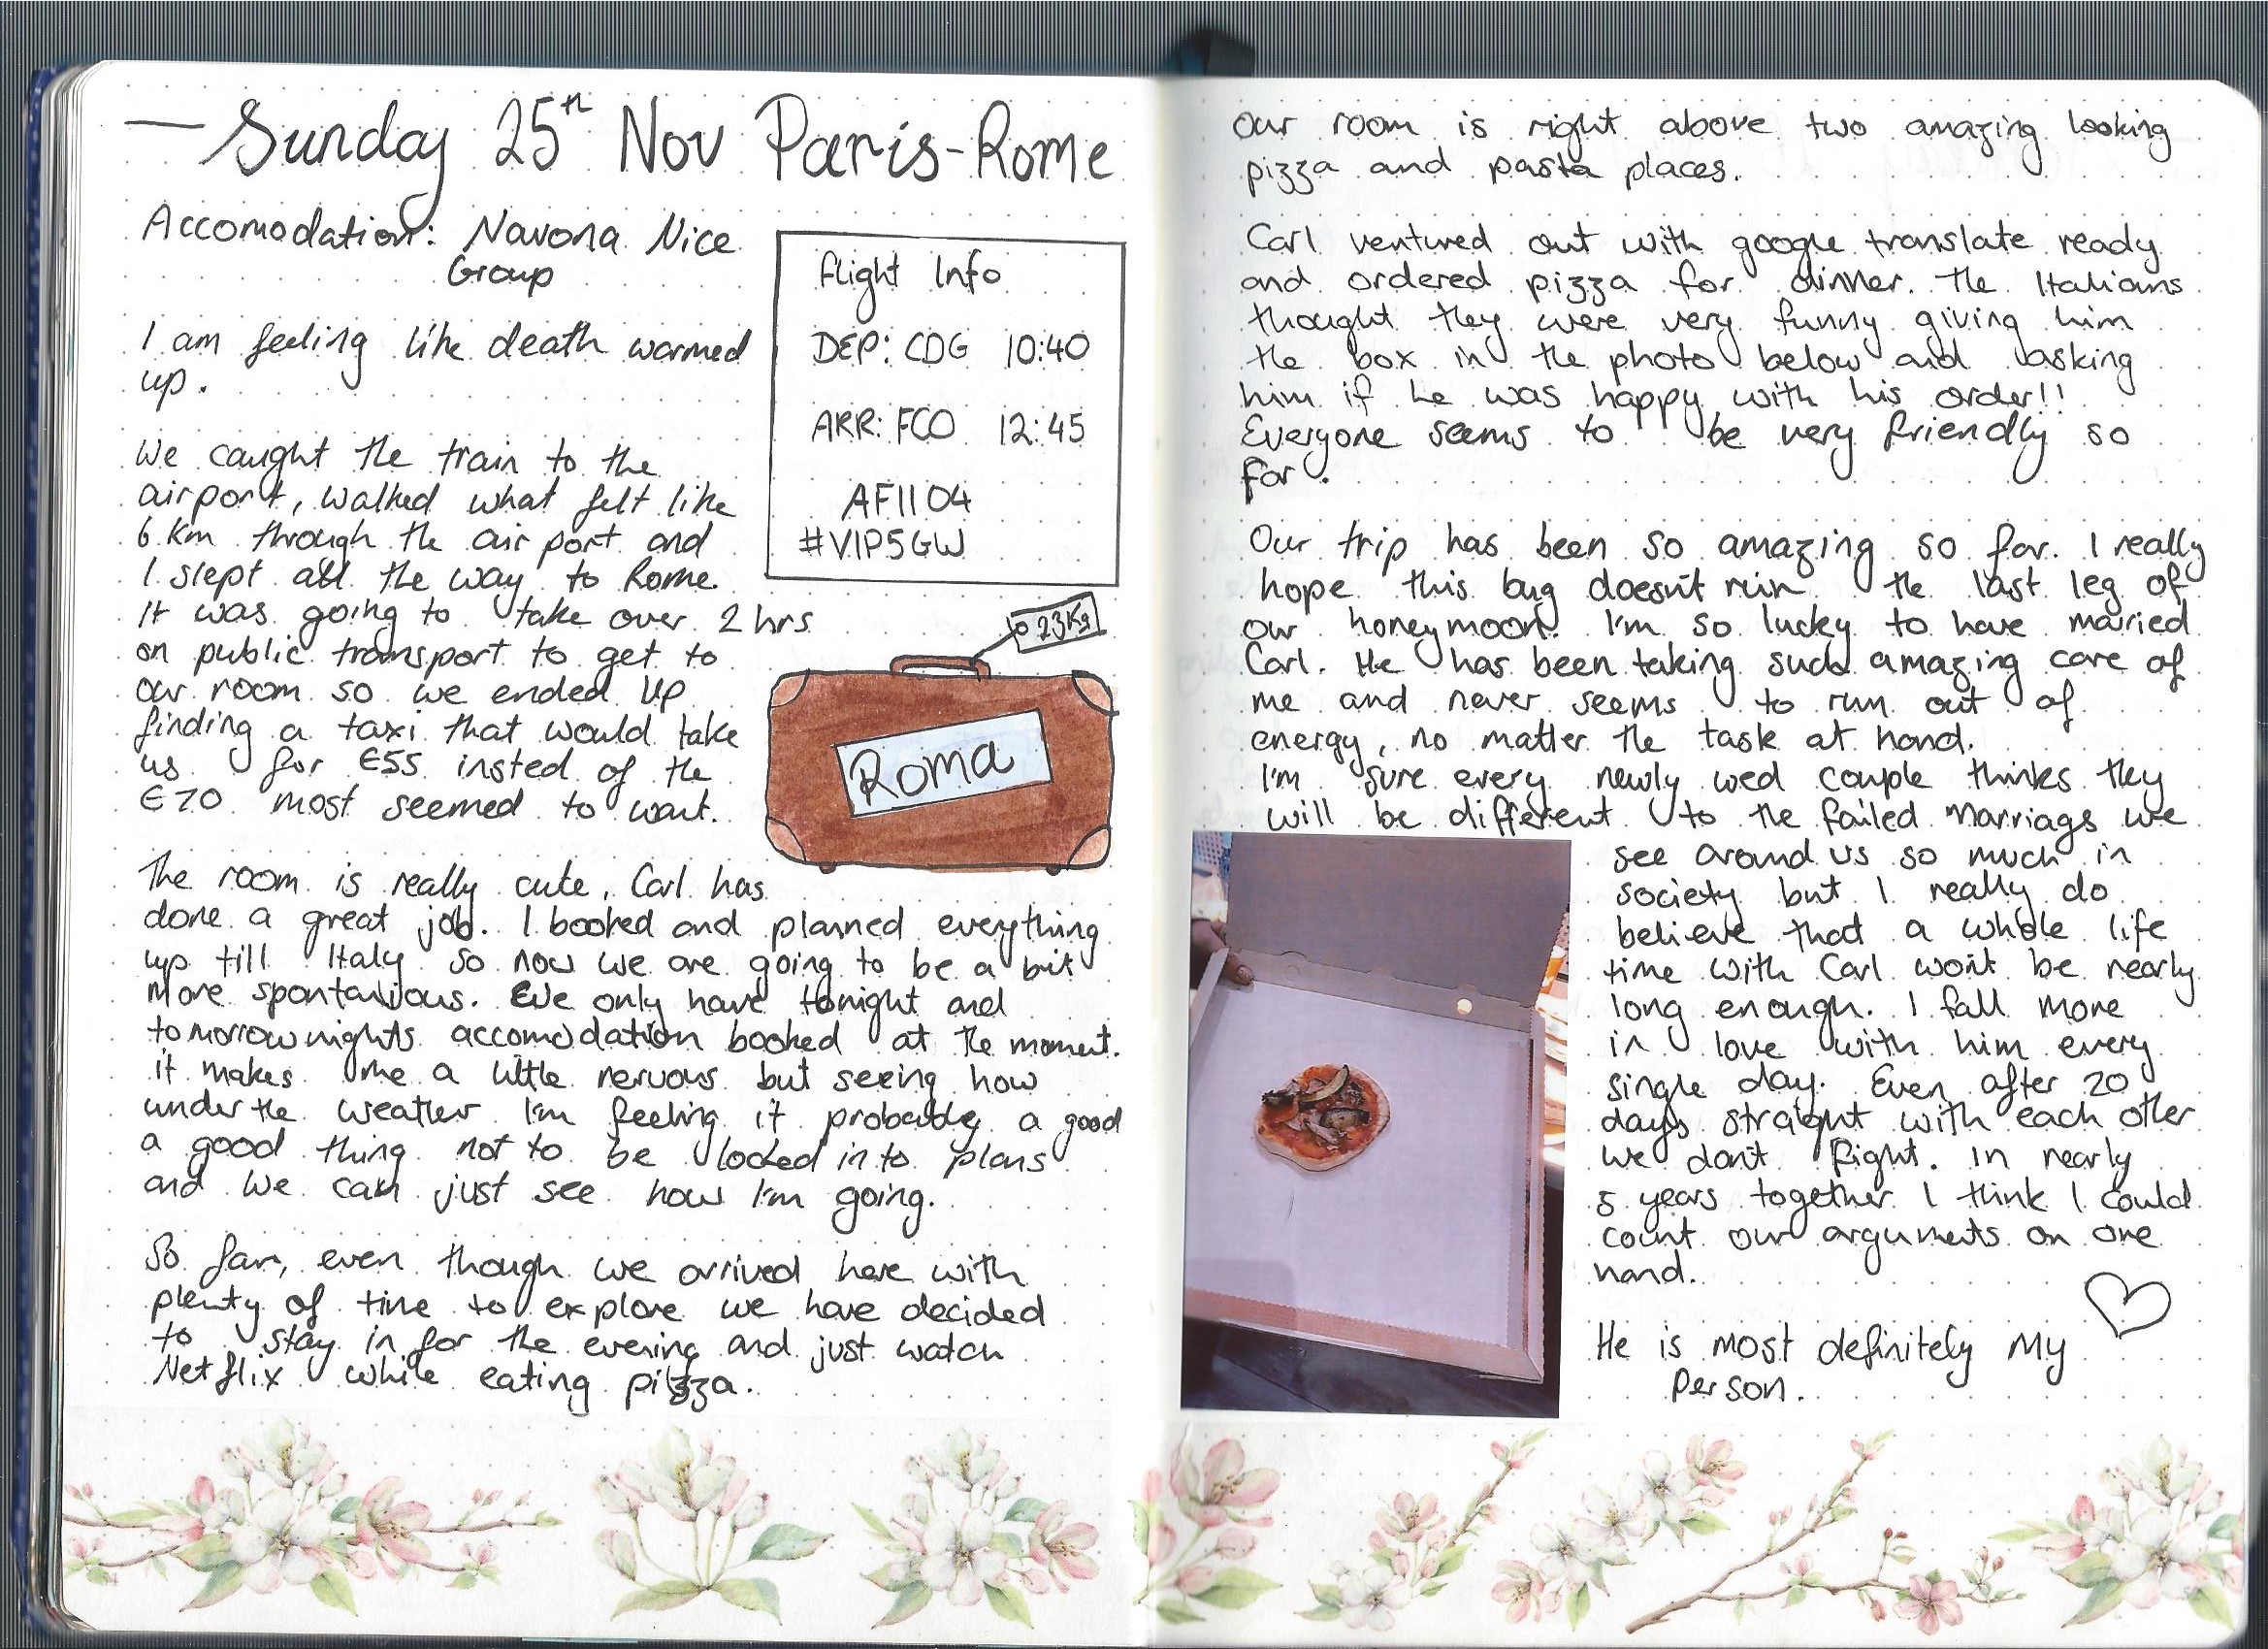 Sunday 25th Nov Paris-Rome
Accomodation: Navona Nice
Group
Flight Info
DEP: CDG 10:40
ARR: FCO 12:45
AF1104
#VIP5GW
I am feeling like death warmed
up.
We caught the train to the
airport, walked what felt like
6 Km through the air port and
I slept all the way to Rome.
It was going to take over 2 hrs
on public transport to get to
our room so we ended up
finding a taxi that would take
us for €55 insted of the
€70 most seemed to want.
23Kg
Roma
The room is really cute, Carl has
done a great job. I booked and planned everything
up till Italy so now we are going to be a bit
more spontanious. We only have tonight and
tomorrow nights accomodation booked at the moment.
it makes me a little nervous but seeing how
under the weather I'm feeling it probably a good
a good thing not to be locked into plans
and we can just see how I'm going.
So far, even though we arrived here with
plenty of time to explore we have decided
to stay in for the evening and just watch
Netflix while eating pizza.
Our room is right above two amazing looking
pizza and pasta places.
Carl ventured out with google translate ready
and ordered pizza for dinner. The Italians
thought they were very funny giving him
the box in the photo below and asking
him if he was happy with his order!!
Everyone seems to be very friendly so
far.
Our trip has been so amazing so far. I really
hope this bug doesn't ruin the last leg of
our honeymoon. I'm so lucky to have married
Carl. He has been taking such amazing care of
me and never seems to run out of
energy, no matter the task at hand.
I'm sure every newly wed couple thinks they
will be different to the failed marriags we
see around us so much in
society but I really do
believe that a whole life
time with Carl won't be nearly
long enough. I fall more
in love with him every
single day. Even after 20
days straight with each other
we don't fight. In nearly
5 years together I think I could
count our arguments on one
hand.
He is most definitely My
Person.